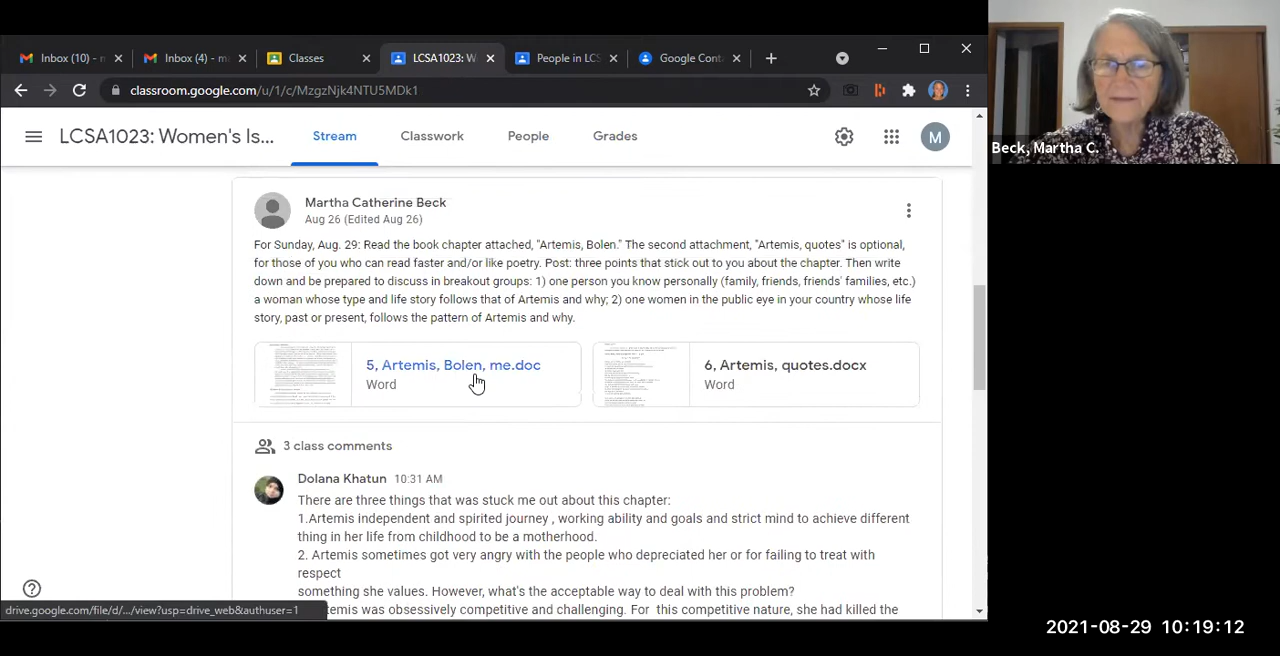 Inbox (10) - n
Inbox (4) - m
Classes
LCSA1023: W
People in LCS
Google Cont
classroom.google.com/u/1/c/MzgzNjk4NTU5MDk1
LCSA1023: Women's Is...
Stream
Classwork
People
Grades
M
Beck, Martha C.
Martha Catherine Beck
Aug 26 (Edited Aug 26)
For Sunday, Aug. 29: Read the book chapter attached, "Artemis, Bolen." The second attachment, "Artemis, quotes" is optional,
for those of you who can read faster and/or like poetry. Post: three points that stick out to you about the chapter. Then write
down and be prepared to discuss in breakout groups: 1) one person you know personally (family, friends, friends' families, etc.)
a woman whose type and life story follows that of Artemis and why; 2) one women in the public eye in your country whose life
story, past or present, follows the pattern of Artemis and why.
5, Artemis, Bolen, me.doc
Word
6, Artemis, quotes.docx
Word
3 class comments
Dolana Khatun 10:31 AM
There are three things that was stuck me out about this chapter:
1.Artemis independent and spirited journey , working ability and goals and strict mind to achieve different
thing in her life from childhood to be a motherhood.
2. Artemis sometimes got very angry with the people who depreciated her or for failing to treat with
respect
something she values. However, what's the acceptable way to deal with this problem?
temis was obsessively competitive and challenging. For this competitive nature, she had killed the
drive.google.com/file/d/.../view?usp=drive_web&authuser=1
2021-08-29 10:19:12